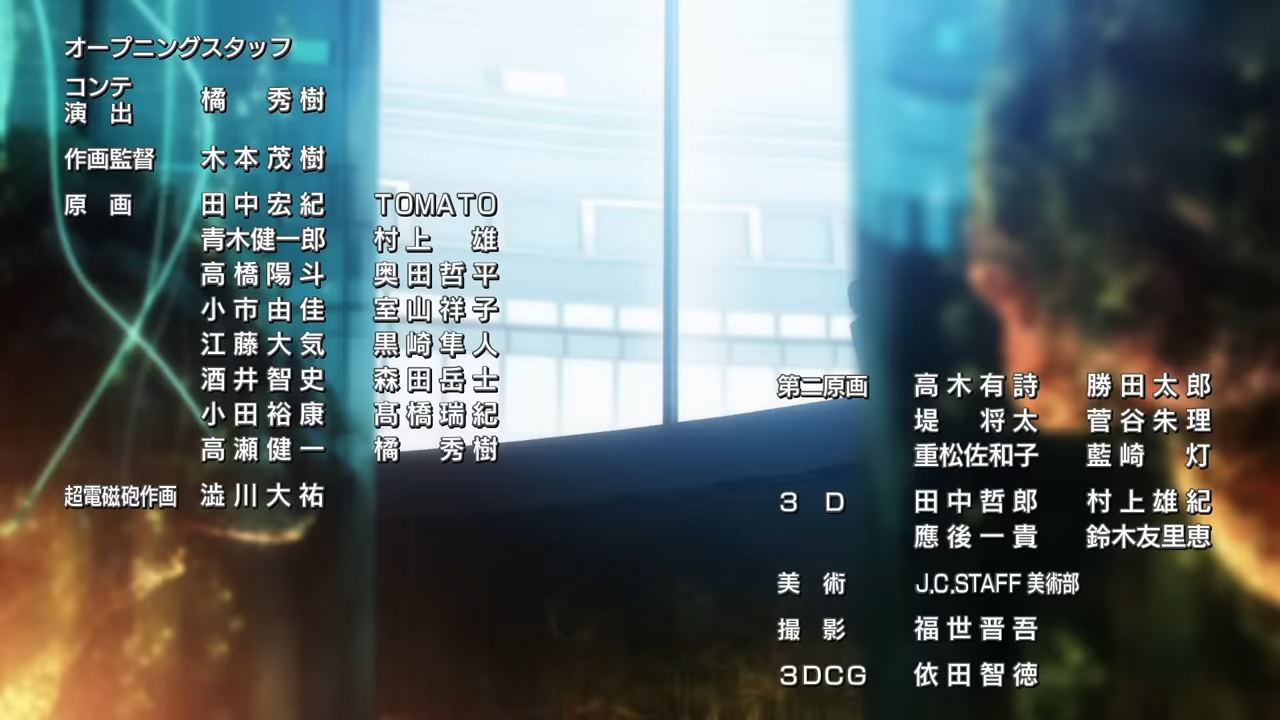 オープニングスタッフ
コンテ
演出 橘 秀樹
作画監督 木本茂樹
原画 田中宏紀 TOMATO
青木健一郎 村上 雄
高橋陽斗 奥田哲平
小市由佳 室山祥子
江藤大気 黒崎隼人
酒井智史 森田岳士
小田裕康 髙橋瑞紀
高瀬健一 橘 秀樹
超電磁砲作画 澁川大祐
第二原画 高木有詩 勝田太郎
堤 将太 菅谷朱理
重松佐和子 藍崎 灯
3D 田中哲郎 村上雄紀
應後一貴 鈴木友里恵
美術 J.C.STAFF 美術部
撮影 福世晋吾
3DCG 依田智徳